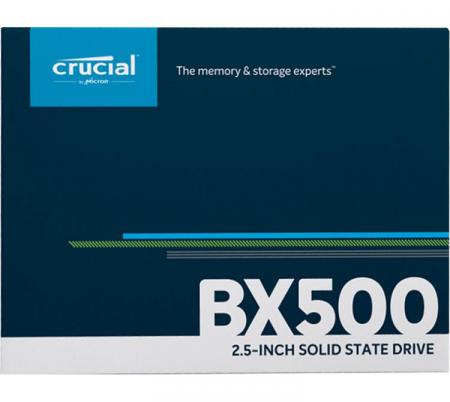 crucial
by Micron
The memory & storage experts™
BX500
2.5-INCH SOLID STATE DRIVE